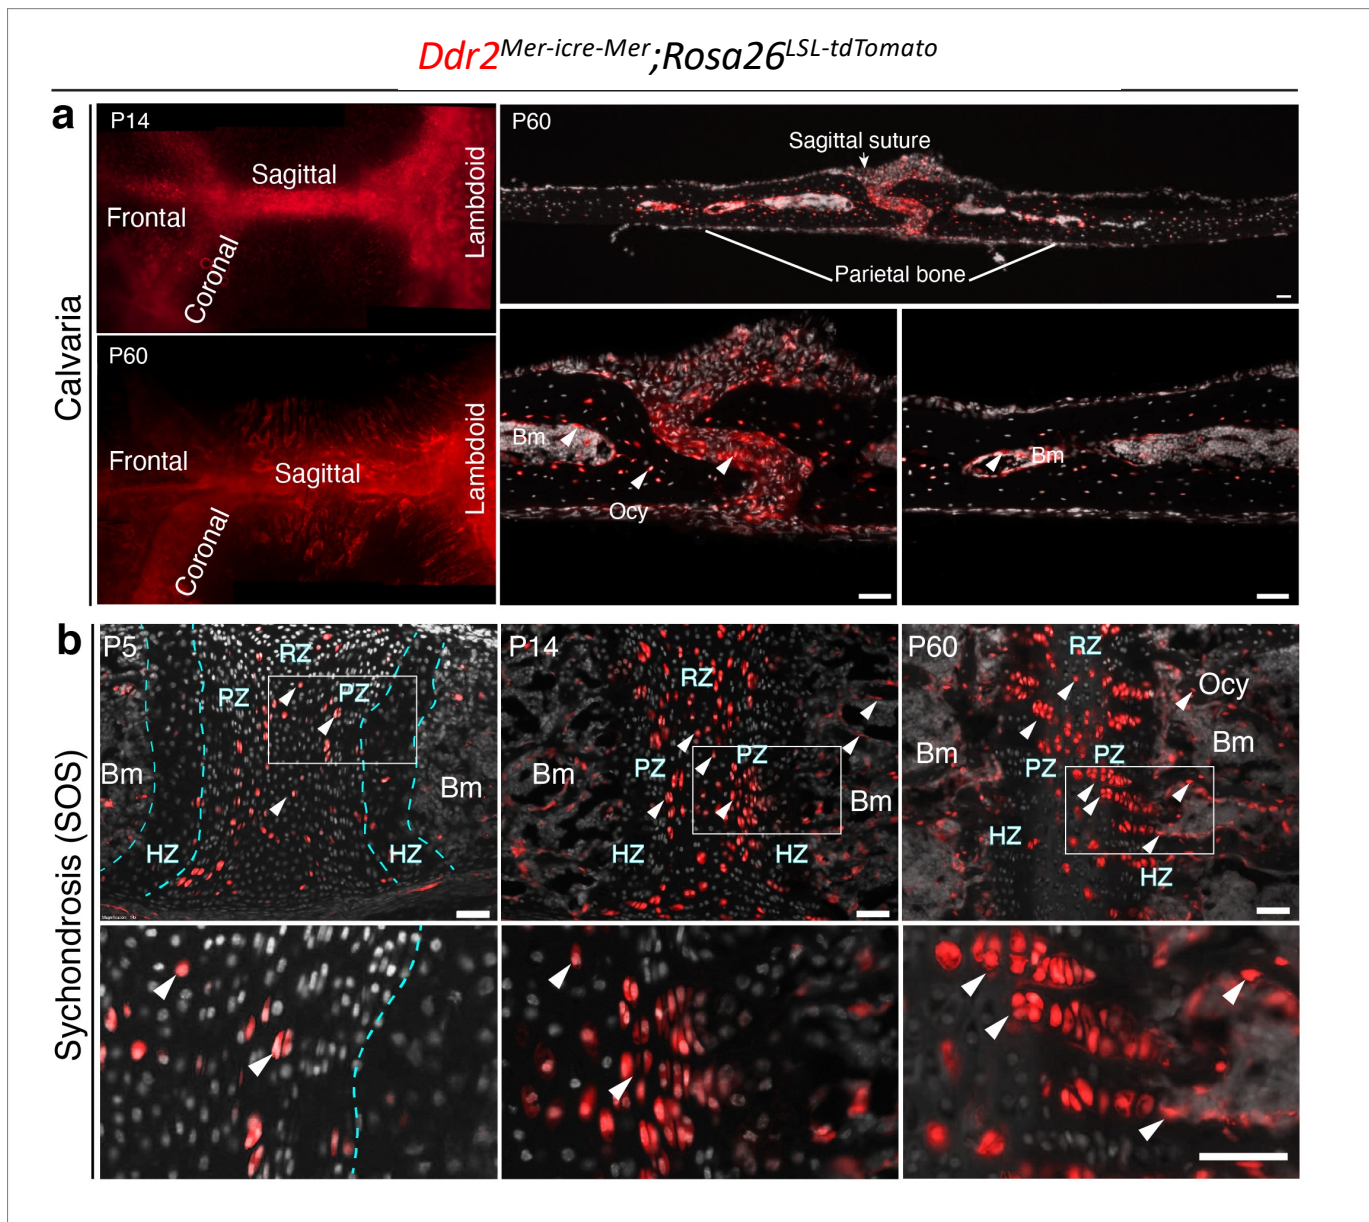 Ddr2Mer-icre-Mer;Rosa26LSL-tdTomato
a
Calvaria
P14
Sagittal
Frontal
Coronal
Lambdoid
P60
Sagittal suture
Parietal bone
P60
Frontal
Sagittal
Coronal
Lambdoid
Bm
Ocy
Bm
b
Sychondrosis (SOS)
P5
RZ
PZ
PZ
Bm
Bm
HZ
HZ
P14
RZ
PZ
PZ
Bm
Bm
HZ
HZ
P60
RZ
Ocy
Bm
Bm
PZ
PZ
HZ
HZ